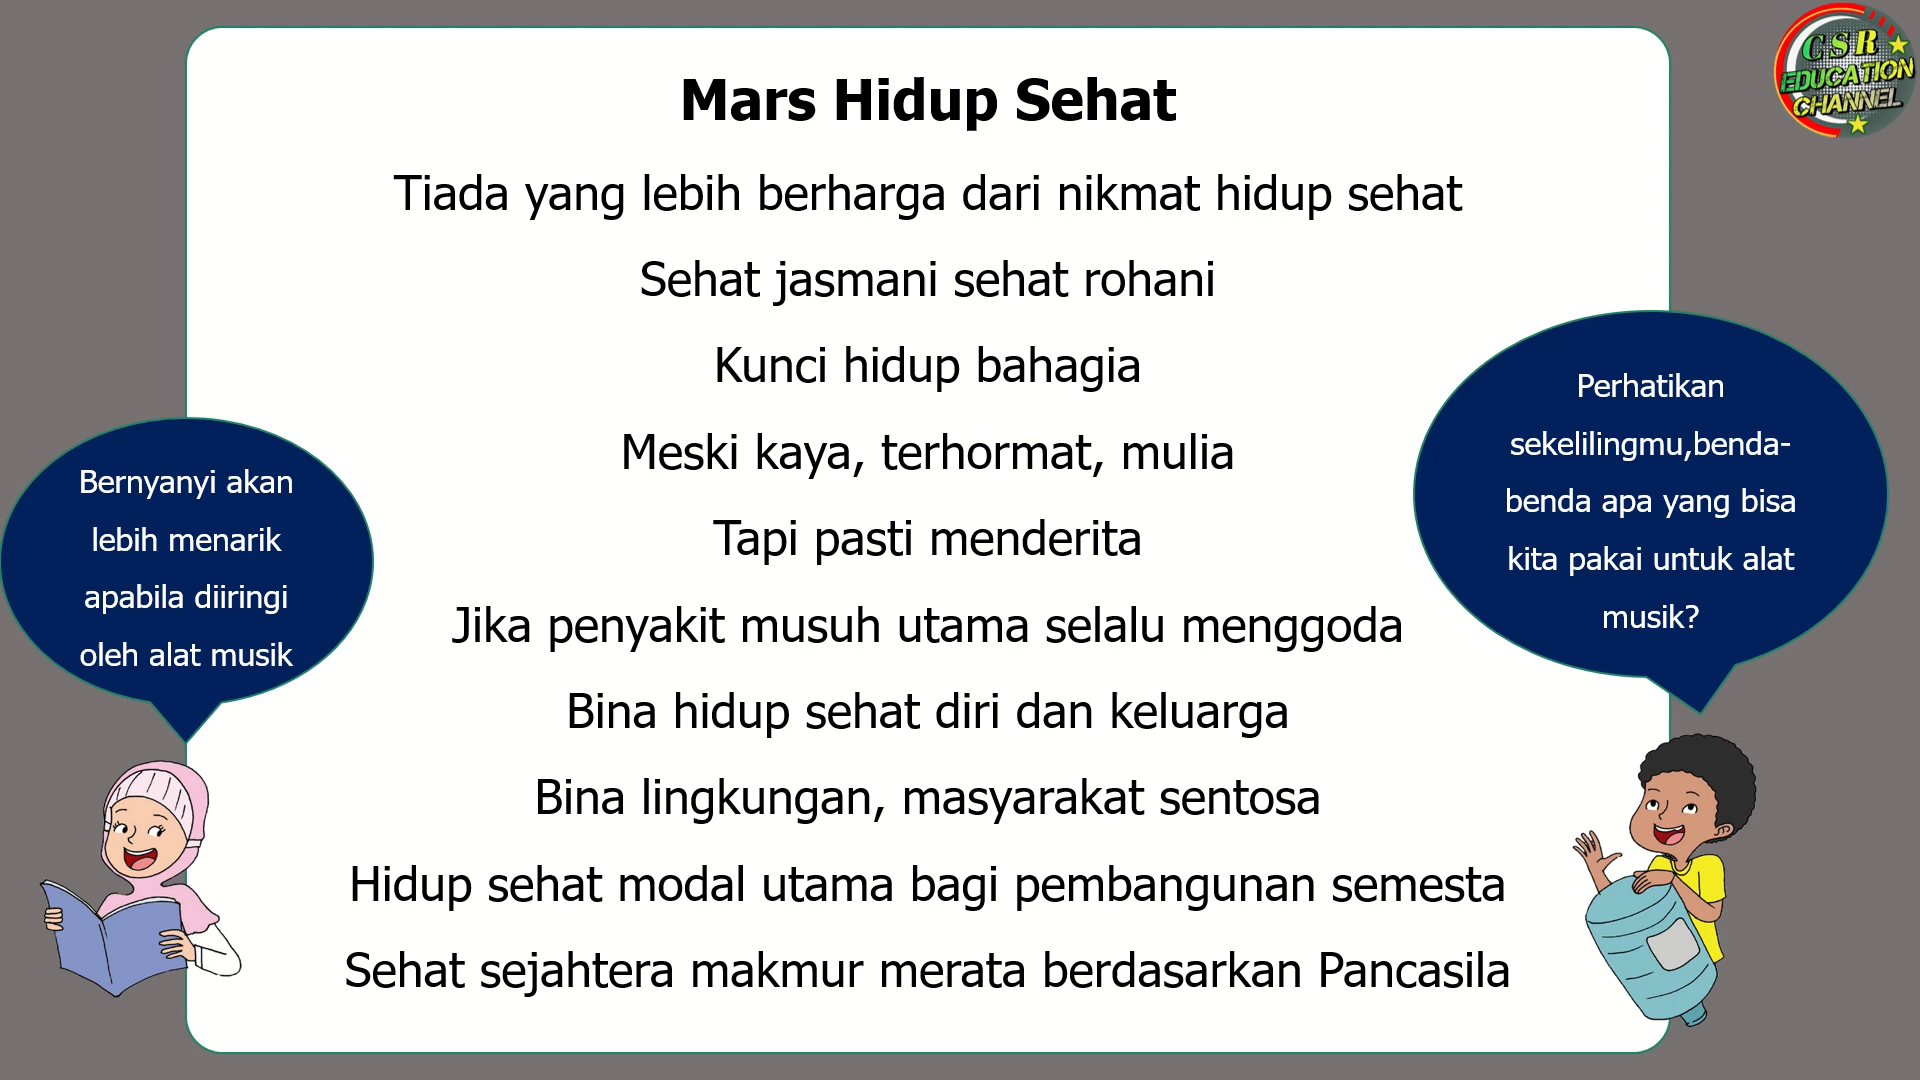 Mars Hidup Sehat
Tiada yang lebih berharga dari nikmat hidup sehat
Sehat jasmani sehat rohani
Kunci hidup bahagia
Meski kaya, terhormat, mulia
Tapi pasti menderita
Jika penyakit musuh utama selalu menggoda
Bina hidup sehat diri dan keluarga
Bina lingkungan, masyarakat sentosa
Hidup sehat modal utama bagi pembangunan semesta
Sehat sejahtera makmur merata berdasarkan Pancasila
Bernyanyi akan
lebih menarik
apabila diiringi
oleh alat musik
Perhatikan
sekelilingmu,benda-
benda apa yang bisa
kita pakai untuk alat
musik?
CSR
EDUCATION
CHANNEL